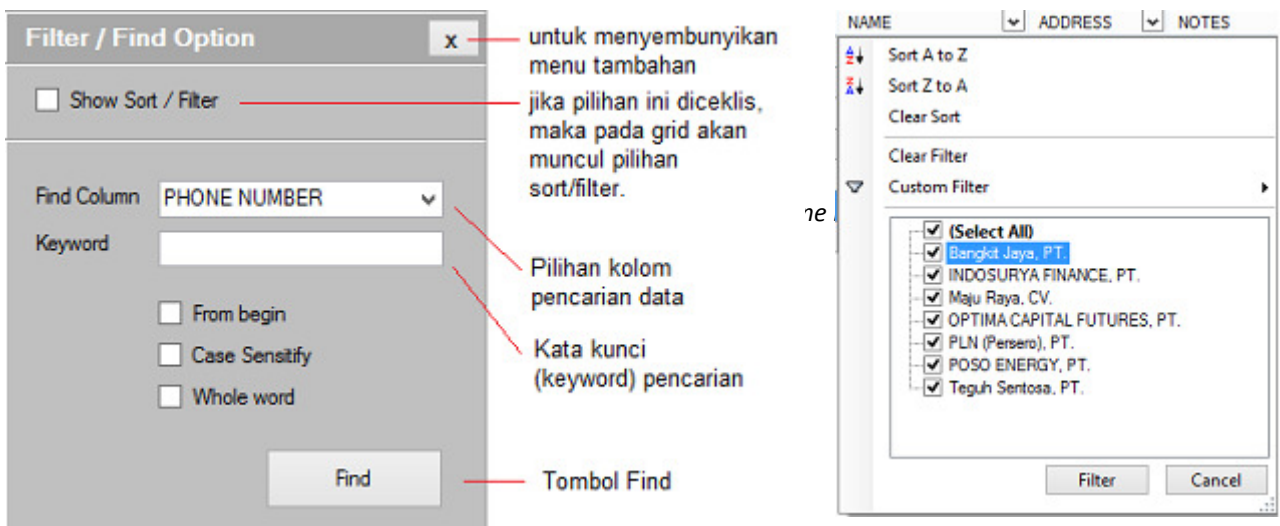 Filter / Find Option
x
untuk menyembunyikan
menu tambahan
Show Sort / Filter
jika pilihan ini diceklis,
maka pada grid akan
muncul pilihan
sort/filter.
Find Column
PHONE NUMBER
Keyword
Pilihan kolom
pencarian data
From begin
Case Sensitify
Whole word
Kata kunci
(keyword) pencarian
Find
Tombol Find
NAME
ADDRESS
NOTES
Sort A to Z
Sort Z to A
Clear Sort
Clear Filter
Custom Filter
(Select All)
Bangkit Jaya, PT.
INDOSURYA FINANCE, PT.
Maju Raya, CV.
OPTIMA CAPITAL FUTURES, PT.
PLN (Persero), PT.
POSO ENERGY, PT.
Teguh Sentosa, PT.
Filter
Cancel